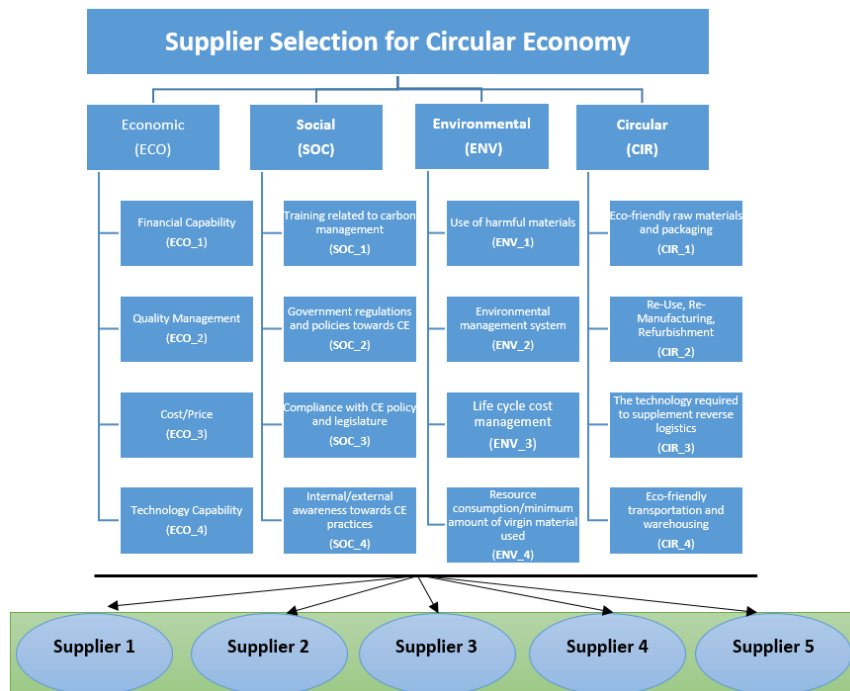 Supplier Selection for Circular Economy
Economic
(ECO)
Social
(SOC)
Environmental
(ENV)
Circular
(CIR)
Financial Capability
(ECO_1)
Quality Management
(ECO_2)
Cost/Price
(ECO_3)
Technology Capability
(ECO_4)
Training related to carbon
management
(SOC_1)
Government regulations
and policies towards CE
(SOC_2)
Compliance with CE policy
and legislature
(SOC_3)
Internal/external
awareness towards CE
practices
(SOC_4)
Use of harmful materials
(ENV_1)
Environmental
management system
(ENV_2)
Life cycle cost
management
(ENV_3)
Resource
consumption/minimum
amount of virgin material
used
(ENV_4)
Eco-friendly raw materials
and packaging
(CIR_1)
Re-Use, Re-
Manufacturing,
Refurbishment
(CIR_2)
The technology required
to supplement reverse
logistics
(CIR_3)
Eco-friendly
transportation and
warehousing
(CIR_4)
Supplier 1
Supplier 2
Supplier 3
Supplier 4
Supplier 5